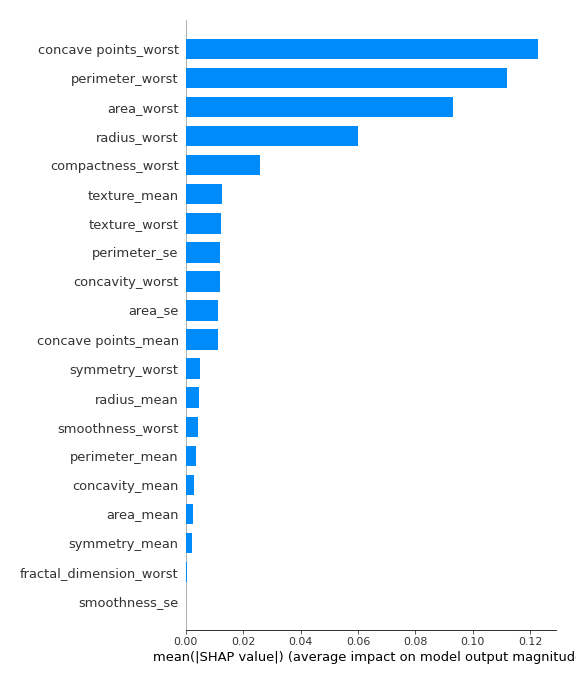 concave points_worst
perimeter_worst
area_worst
radius_worst
compactness_worst
texture_mean
texture_worst
perimeter_se
concavity_worst
area_se
concave points_mean
symmetry_worst
radius_mean
smoothness_worst
perimeter_mean
concavity_mean
area_mean
symmetry_mean
fractal_dimension_worst
smoothness_se
0.00 0.02 0.04 0.06 0.08 0.10 0.12
mean(|SHAP value|) (average impact on model output magnitud